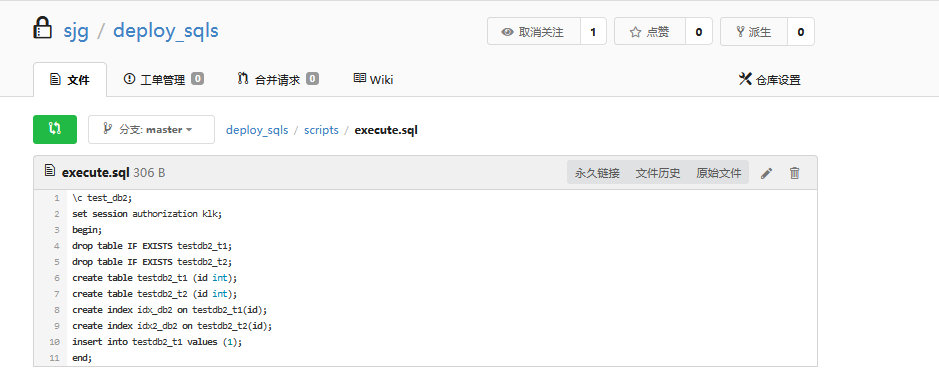 sjg / deploy_sqls
取消关注 1 点赞 0 派生 0
文件 工单管理 0 合并请求 0 Wiki 仓库设置
分支: master deploy_sqls / scripts / execute.sql
execute.sql 306 B 永久链接 文件历史 原始文件
1 \c test_db2;
2 set session authorization klk;
3 begin;
4 drop table IF EXISTS testdb2_t1;
5 drop table IF EXISTS testdb2_t2;
6 create table testdb2_t1 (id int);
7 create table testdb2_t2 (id int);
8 create index idx_db2 on testdb2_t1(id);
9 create index idx2_db2 on testdb2_t2(id);
10 insert into testdb2_t1 values (1);
11 end;